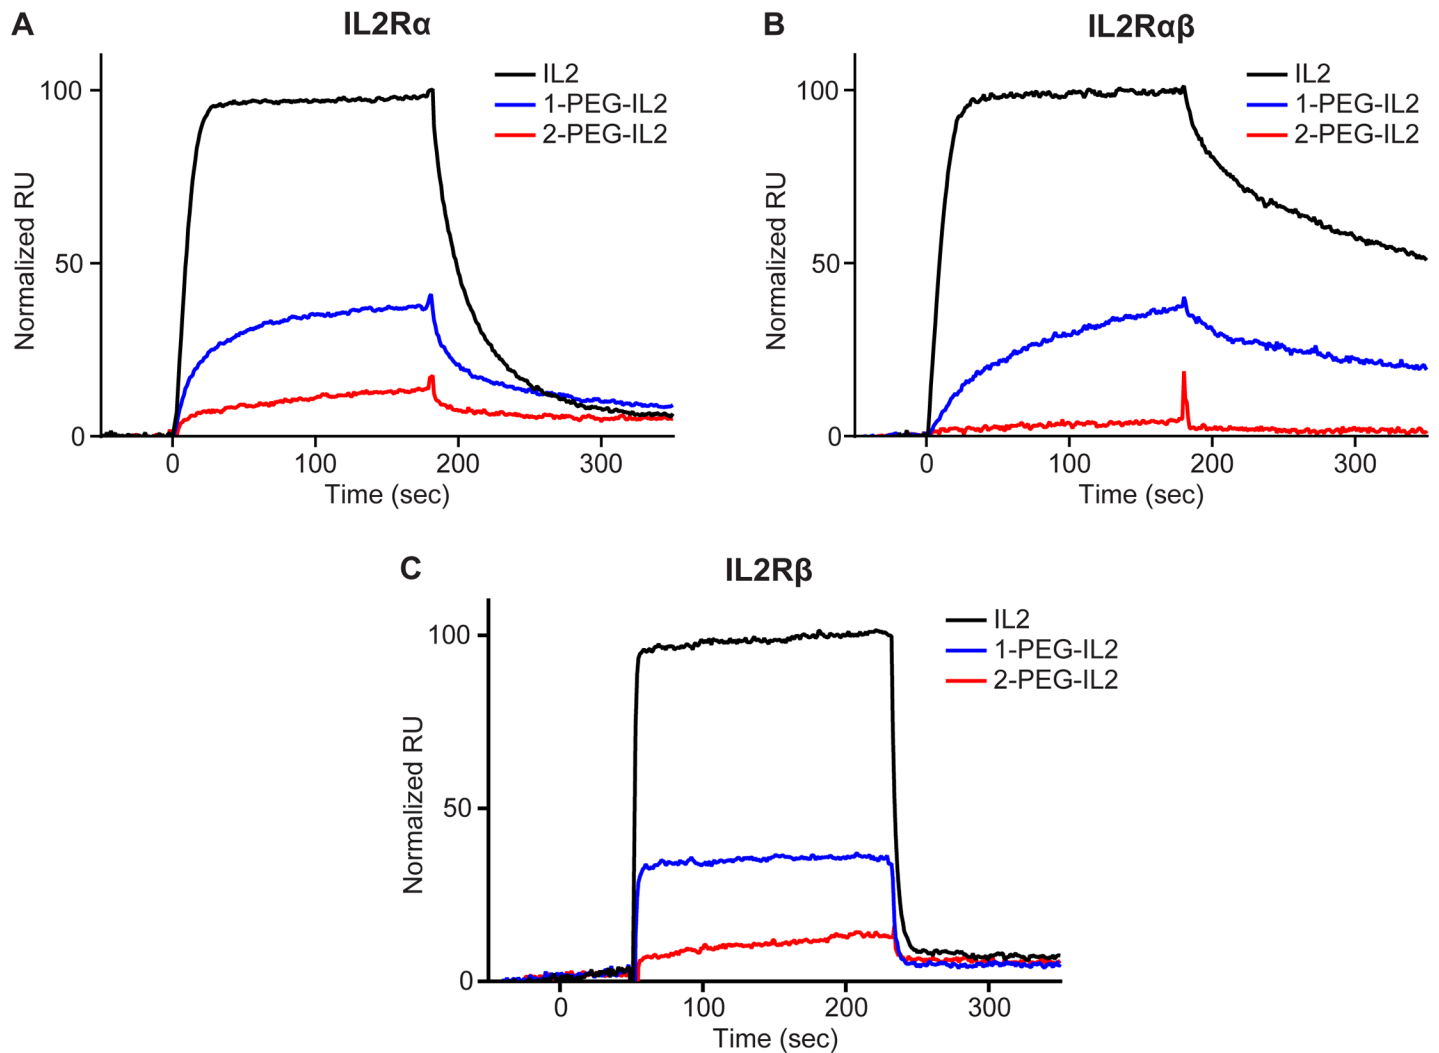 A
IL2Rα
IL2
1-PEG-IL2
2-PEG-IL2
100
50
0
Normalized RU
0 100 200 300
Time (sec)
B
IL2Rαβ
IL2
1-PEG-IL2
2-PEG-IL2
100
50
0
Normalized RU
0 100 200 300
Time (sec)
C
IL2Rβ
IL2
1-PEG-IL2
2-PEG-IL2
100
50
0
Normalized RU
0 100 200 300
Time (sec)